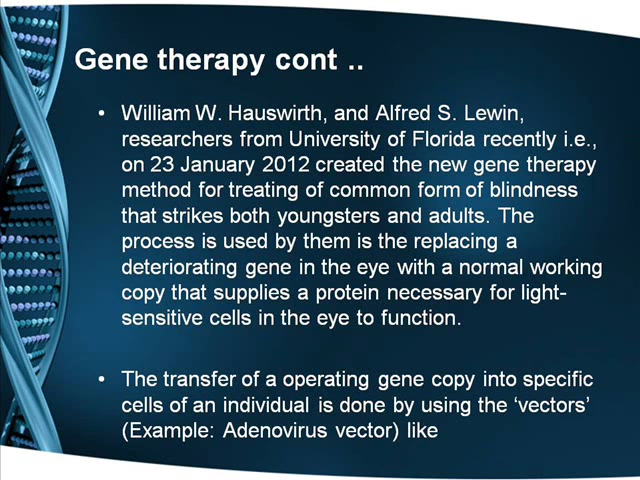 Gene therapy cont ..
• William W. Hauswirth, and Alfred S. Lewin,
researchers from University of Florida recently i.e.,
on 23 January 2012 created the new gene therapy
method for treating of common form of blindness
that strikes both youngsters and adults. The
process is used by them is the replacing a
deteriorating gene in the eye with a normal working
copy that supplies a protein necessary for light-
sensitive cells in the eye to function.
• The transfer of a operating gene copy into specific
cells of an individual is done by using the ‘vectors’
(Example: Adenovirus vector) like